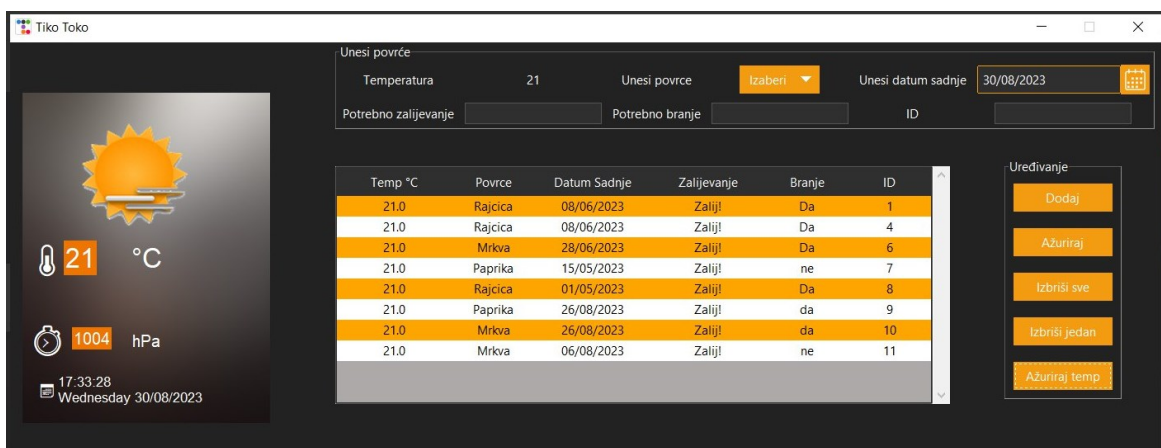 Tiko Toko
Unesi povrće
Temperatura 21 Unesi povrce Izaberi Unesi datum sadnje 30/08/2023
Potrebno zalijevanje Potrebno branje ID
21 °C
1004 hPa
17:33:28
Wednesday 30/08/2023
Temp °C Povrce Datum Sadnje Zalijevanje Branje ID
21.0 Rajcica 08/06/2023 Zalij! Da 1
21.0 Rajcica 08/06/2023 Zalij! Da 4
21.0 Mrkva 28/06/2023 Zalij! Da 6
21.0 Paprika 15/05/2023 Zalij! ne 7
21.0 Rajcica 01/05/2023 Zalij! Da 8
21.0 Paprika 26/08/2023 Zalij! da 9
21.0 Mrkva 26/08/2023 Zalij! da 10
21.0 Mrkva 06/08/2023 Zalij! ne 11
Uređivanje
Dodaj
Ažuriraj
Izbriši sve
Izbriši jedan
Ažuriraj temp